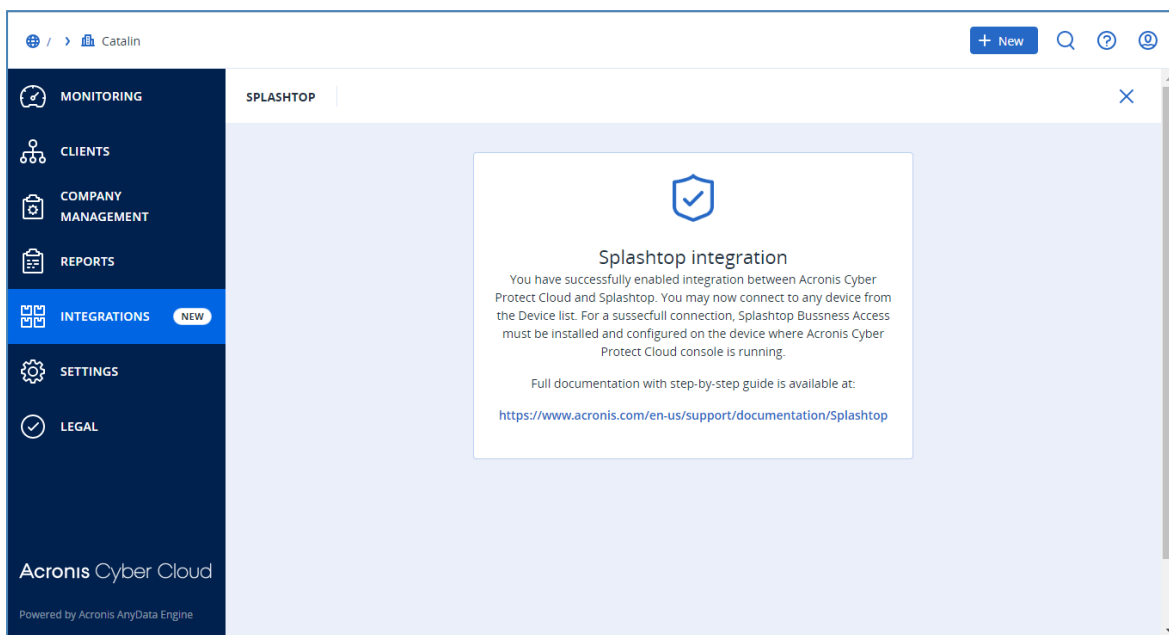 / > Catalin
+ New
MONITORING
CLIENTS
COMPANY
MANAGEMENT
REPORTS
INTEGRATIONS NEW
SETTINGS
LEGAL
Acronis Cyber Cloud
Powered by Acronis AnyData Engine
SPLASHTOP
Splashtop integration
You have successfully enabled integration between Acronis Cyber
Protect Cloud and Splashtop. You may now connect to any device from
the Device list. For a sussecfull connection, Splashtop Bussness Access
must be installed and configured on the device where Acronis Cyber
Protect Cloud console is running.
Full documentation with step-by-step guide is available at:
https://www.acronis.com/en-us/support/documentation/Splashtop